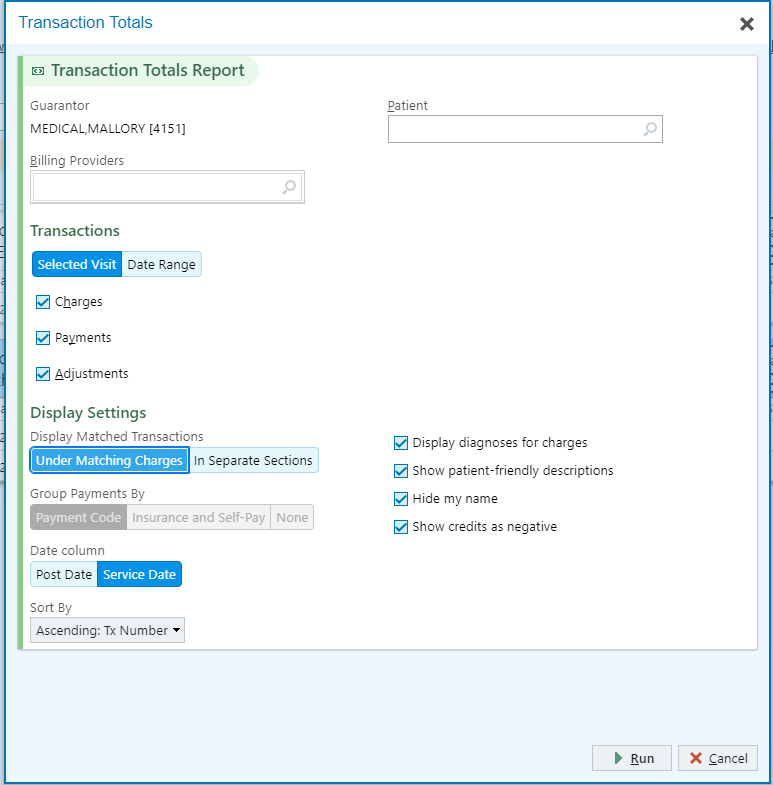 Transaction Totals
Transaction Totals Report
Guarantor
MEDICAL,MALLORY [4151]
Patient
Billing Providers
Transactions
Selected Visit Date Range
Charges
Payments
Adjustments
Display Settings
Display Matched Transactions
Under Matching Charges In Separate Sections
Group Payments By
Payment Code Insurance and Self-Pay None
Date column
Post Date Service Date
Sort By
Ascending: Tx Number
Display diagnoses for charges
Show patient-friendly descriptions
Hide my name
Show credits as negative
Run Cancel